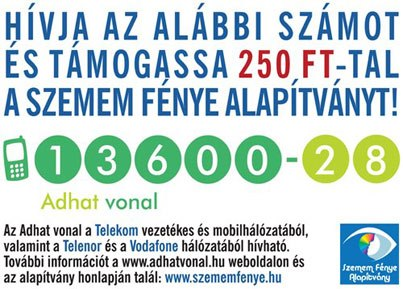 HÍVJA AZ ALÁBBI SZÁMOT
ÉS TÁMOGASSA 250 FT-TAL
A SZEMEM FÉNYE ALAPÍTVÁNYT!
13600-28
Adhat vonal
Az Adhat vonal a Telekom vezetékes és mobilhálózatából,
valamint a Telenor és a Vodafone hálózatából hívható.
További információt a www.adhatvonal.hu weboldalon és
az alapítvány honlapján talál: www.szememfenye.hu
Szemem Fénye
Alapítvány